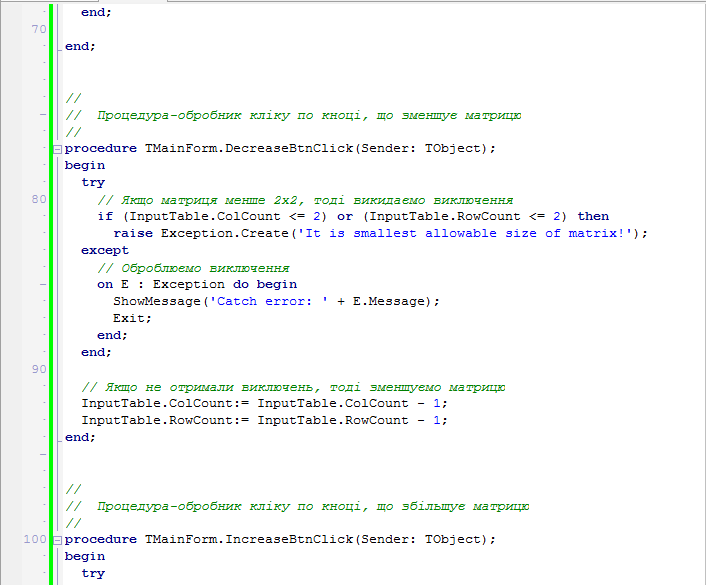 end;
70
end;
//
//  Процедура-обробник кліку по кноці, що зменшує матрицю
//
procedure TMainForm.DecreaseBtnClick(Sender: TObject);
begin
try
80 // Якщо матриця менше 2x2, тоді викидаємо виключення
if (InputTable.ColCount <= 2) or (InputTable.RowCount <= 2) then
raise Exception.Create('It is smallest allowable size of matrix!');
except
// Оброблюємо виключення
on E : Exception do begin
ShowMessage('Catch error: ' + E.Message);
Exit;
end;
end;
90
// Якщо не отримали виключень, тоді зменшуємо матрицю
InputTable.ColCount:= InputTable.ColCount - 1;
InputTable.RowCount:= InputTable.RowCount - 1;
end;
//
//  Процедура-обробник кліку по кноці, що збільшує матрицю
//
100 procedure TMainForm.IncreaseBtnClick(Sender: TObject);
begin
try